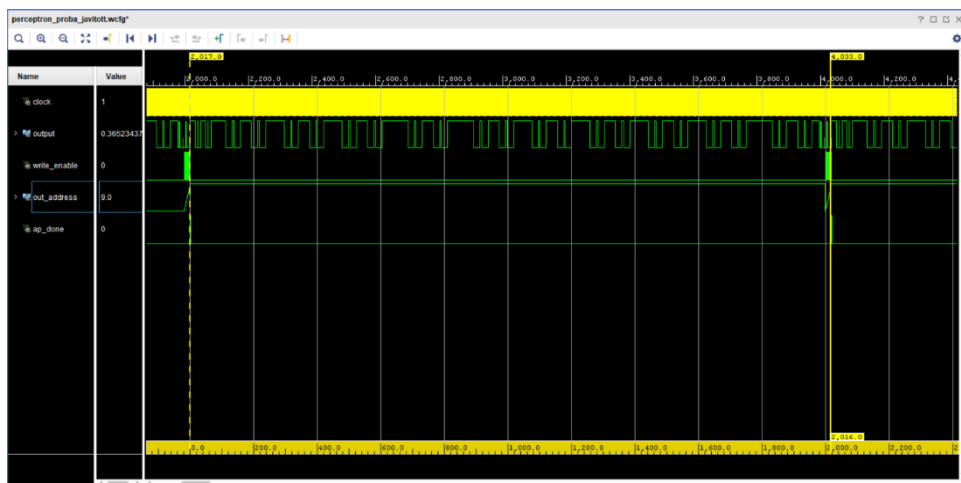 perceptron_proba_javitott.wcfg*
2,017.0
4,033.0
Name Value
2,000.0 2,200.0 2,400.0 2,600.0 2,800.0 3,000.0 3,200.0 3,400.0 3,600.0 3,800.0 4,000.0 4,200.0
clock 1
output 0.36523437
write_enable 0
out_address 9.0
ap_done 0
2,016.0
0.0 200.0 400.0 600.0 800.0 1,000.0 1,200.0 1,400.0 1,600.0 1,800.0 2,000.0 2,200.0